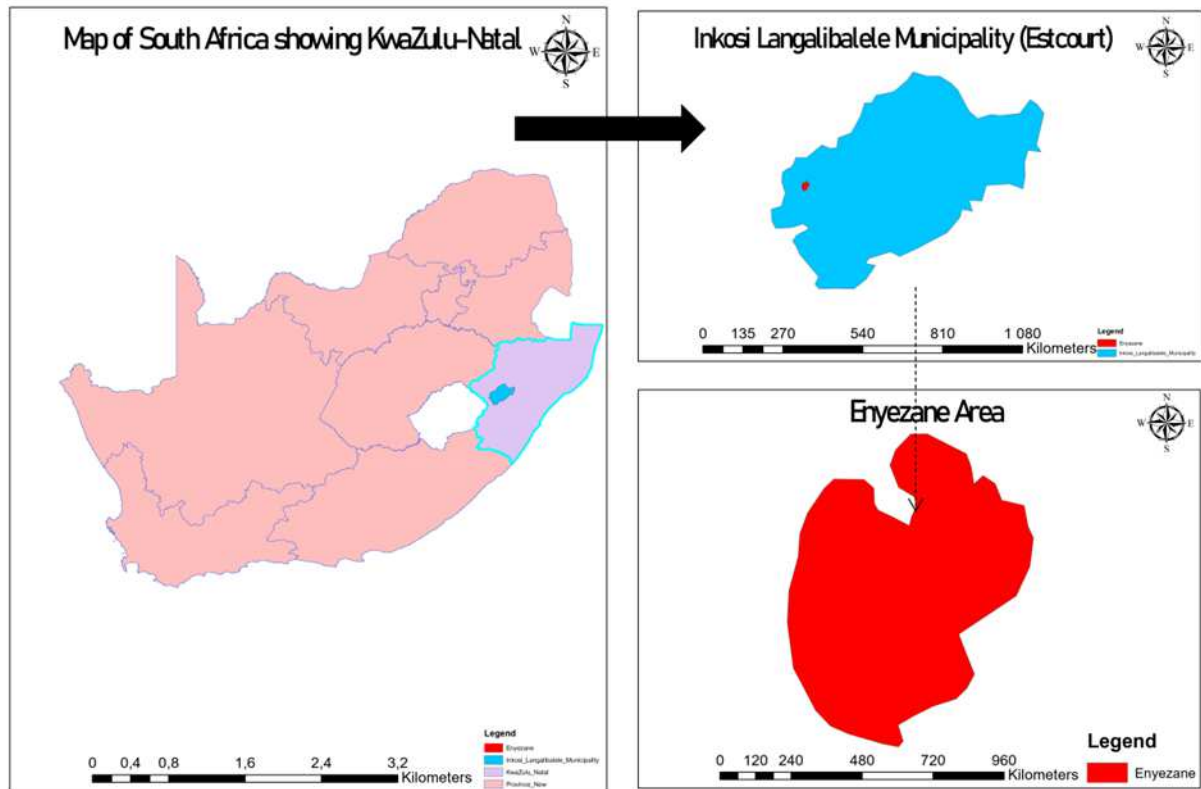 Map of South Africa showing KwaZulu-Natal
N
W E
S
Legend
Enyezane
Inkosi_Langalibalele_Municipality
KwaZulu_Natal
Province_New
0 0,4 0,8 1,6 2,4 3,2
Kilometers
Inkosi Langalibalele Municipality (Estcourt)
N
W E
S
0 135 270 540 810 1 080
Kilometers
Legend
Enyezane
Inkosi_Langalibalele_Municipality
Enyezane Area
N
W E
S
0 120 240 480 720 960
Kilometers
Legend
Enyezane